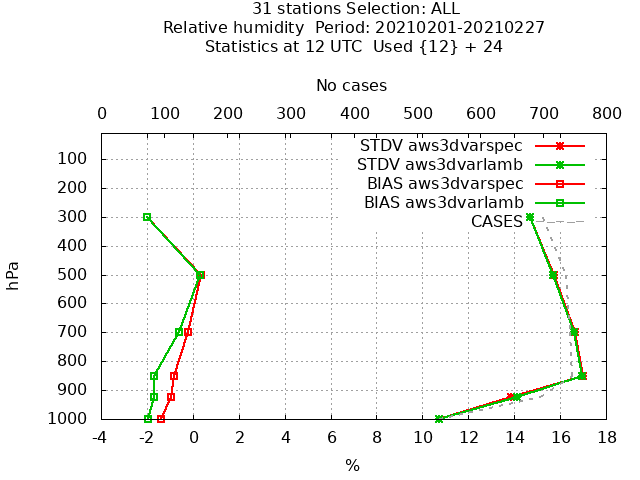 31 stations Selection: ALL
Relative humidity  Period: 20210201-20210227
Statistics at 12 UTC  Used {12} + 24
No cases
0 100 200 300 400 500 600 700 800
STDV aws3dvarspec
STDV aws3dvarlamb
BIAS aws3dvarspec
BIAS aws3dvarlamb
CASES
hPa
100
200
300
400
500
600
700
800
900
1000
-4 -2 0 2 4 6 8 10 12 14 16 18
%